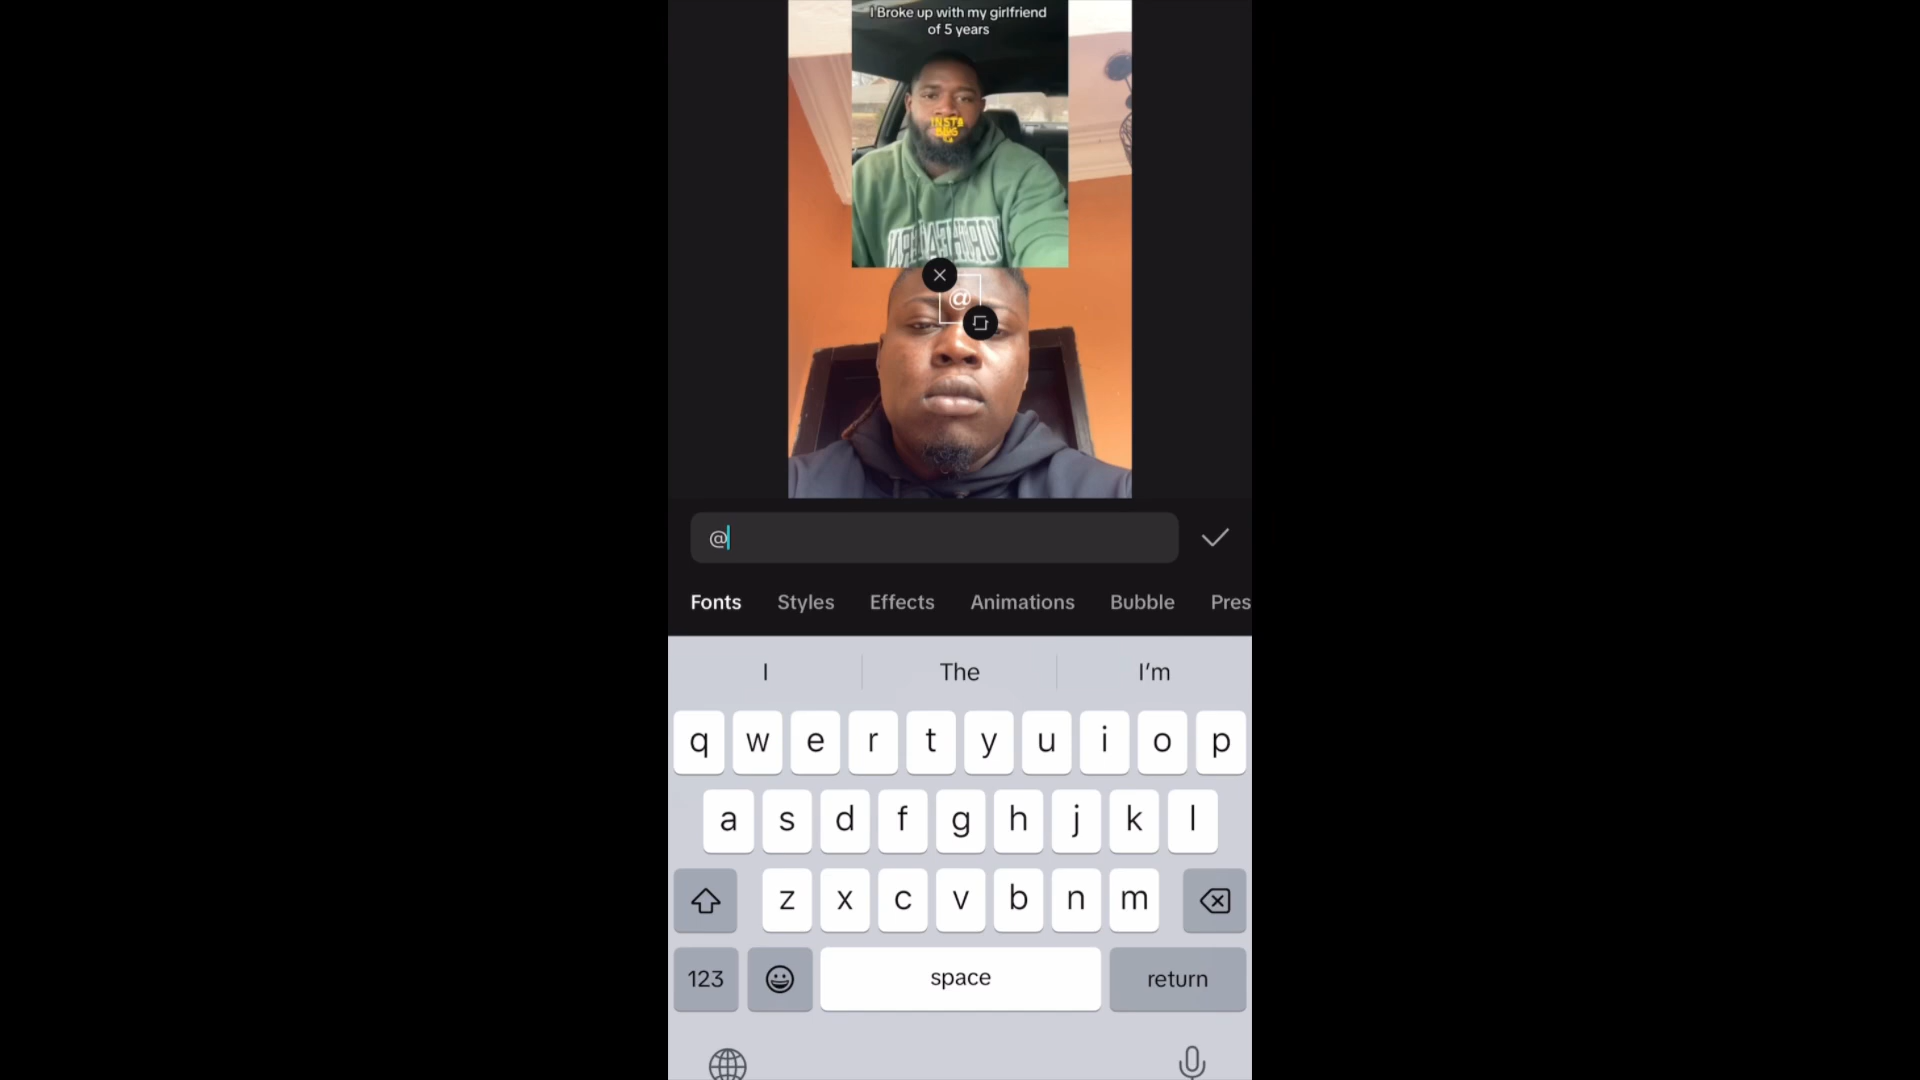 I Broke up with my girlfriend
of 5 years
@
@
Fonts Styles Effects Animations Bubble Pres
I The I'm
q w e r t y u i o p
a s d f g h j k l
z x c v b n m
123 space return